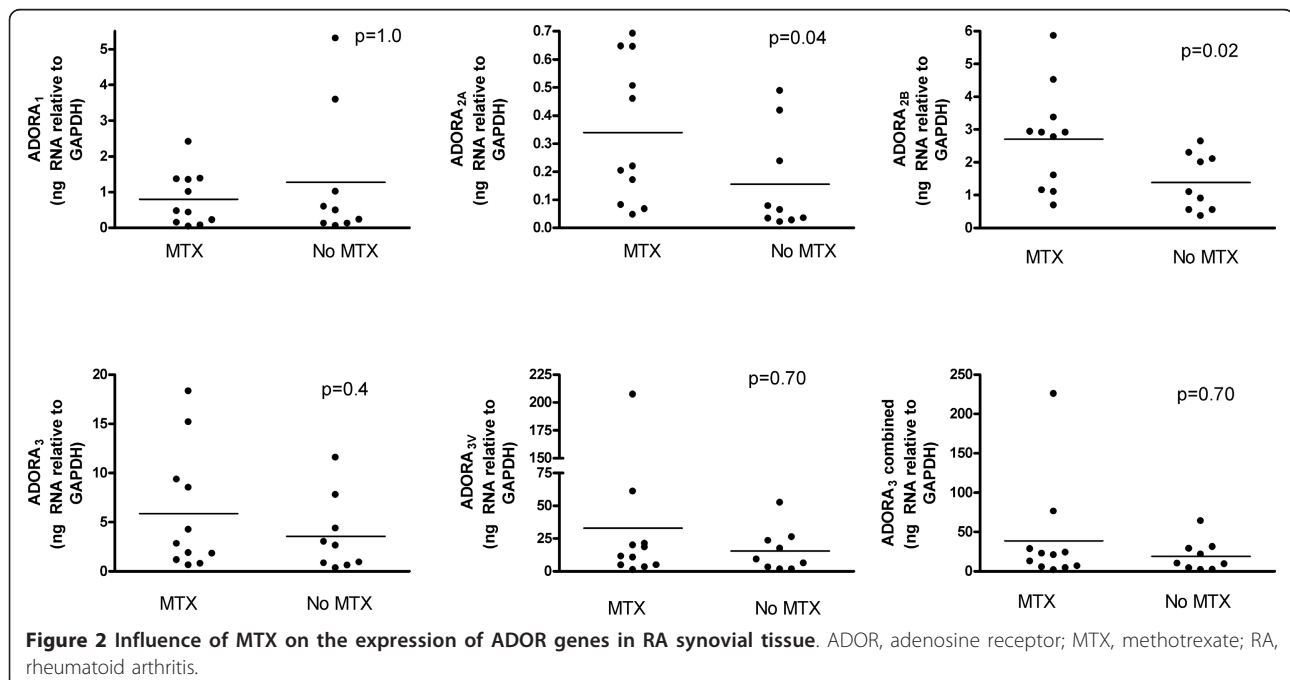 ADORA1
(ng RNA relative to
GAPDH)
5
4
3
2
1
0
p=1.0
MTX
No MTX
ADORA2A
(ng RNA relative to
GAPDH)
0.7
0.6
0.5
0.4
0.3
0.2
0.1
0.0
p=0.04
MTX
No MTX
ADORA2B
(ng RNA relative to
GAPDH)
6
5
4
3
2
1
0
p=0.02
MTX
No MTX
ADORA3
(ng RNA relative to
GAPDH)
20
15
10
5
0
p=0.4
MTX
No MTX
ADORA3V
(ng RNA relative to
GAPDH)
225
200
175
150
75
50
25
0
p=0.70
MTX
No MTX
ADORA3 combined
(ng RNA relative to
GAPDH)
250
200
150
100
50
0
p=0.70
MTX
No MTX
Figure 2 Influence of MTX on the expression of ADOR genes in RA synovial tissue. ADOR, adenosine receptor; MTX, methotrexate; RA,
rheumatoid arthritis.